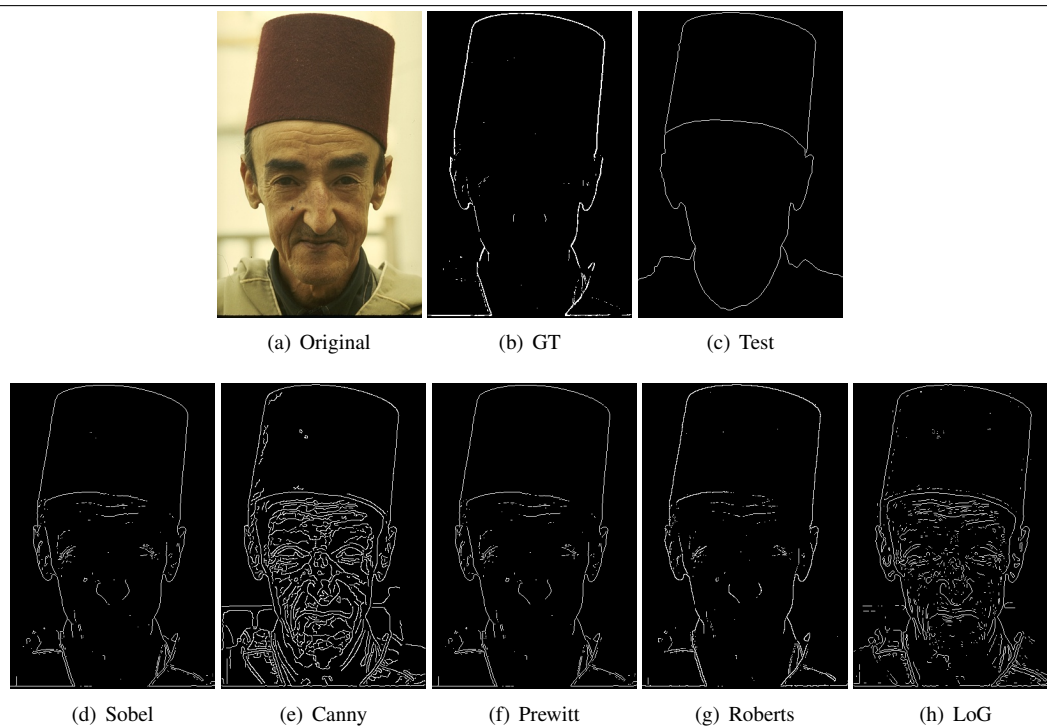 (a) Original (b) GT (c) Test
(d) Sobel (e) Canny (f) Prewitt (g) Roberts (h) LoG